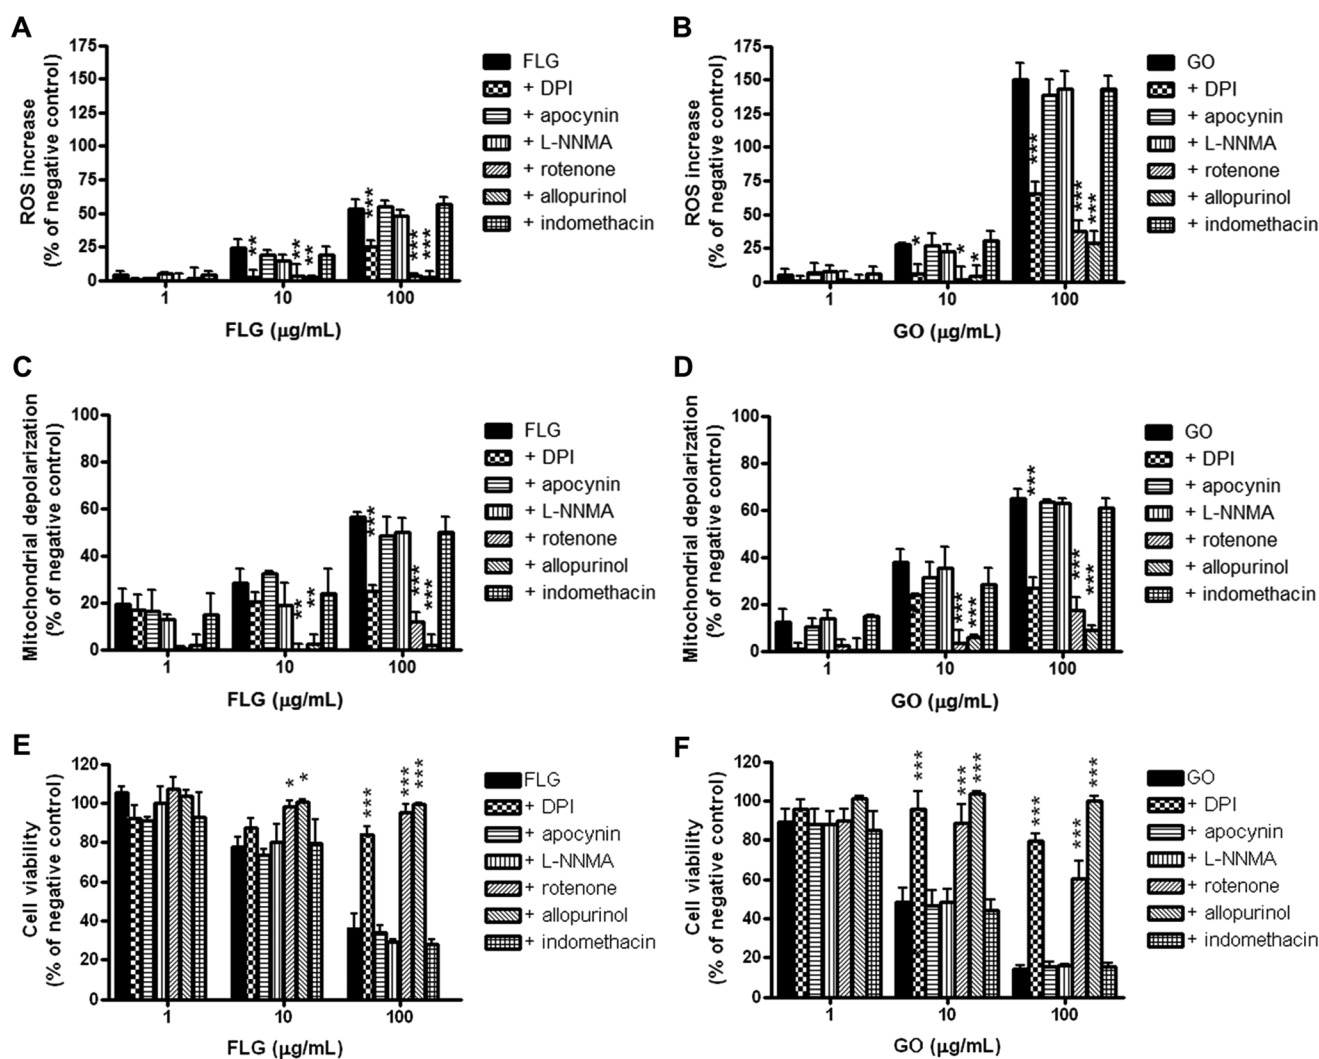 A
ROS increase
(% of negative control)
175
150
125
100
75
50
25
0
** ** ** *** *** ***
1 10 100
FLG (μg/mL)
FLG
+ DPI
+ apocynin
+ L-NNMA
+ rotenone
+ allopurinol
+ indomethacin
B
ROS increase
(% of negative control)
175
150
125
100
75
50
25
0
* * * *** *** ***
1 10 100
GO (μg/mL)
GO
+ DPI
+ apocynin
+ L-NNMA
+ rotenone
+ allopurinol
+ indomethacin
C
Mitochondrial depolarization
(% of negative control)
100
80
60
40
20
0
** ** *** *** ***
1 10 100
FLG (μg/mL)
FLG
+ DPI
+ apocynin
+ L-NNMA
+ rotenone
+ allopurinol
+ indomethacin
D
Mitochondrial depolarization
(% of negative control)
100
80
60
40
20
0
*** *** *** *** ***
1 10 100
GO (μg/mL)
GO
+ DPI
+ apocynin
+ L-NNMA
+ rotenone
+ allopurinol
+ indomethacin
E
Cell viability
(% of negative control)
120
100
80
60
40
20
0
* * *** *** ***
1 10 100
FLG (μg/mL)
FLG
+ DPI
+ apocynin
+ L-NNMA
+ rotenone
+ allopurinol
+ indomethacin
F
Cell viability
(% of negative control)
120
100
80
60
40
20
0
*** *** *** *** *** ***
1 10 100
GO (μg/mL)
GO
+ DPI
+ apocynin
+ L-NNMA
+ rotenone
+ allopurinol
+ indomethacin